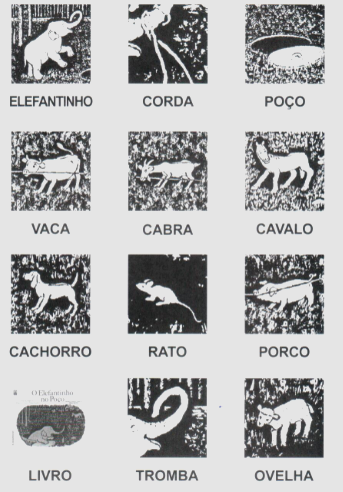 ELEFANTINHO CORDA POÇO
VACA CABRA CAVALO
CACHORRO RATO PORCO
O Elefantinho
no Poço
LIVRO TROMBA OVELHA